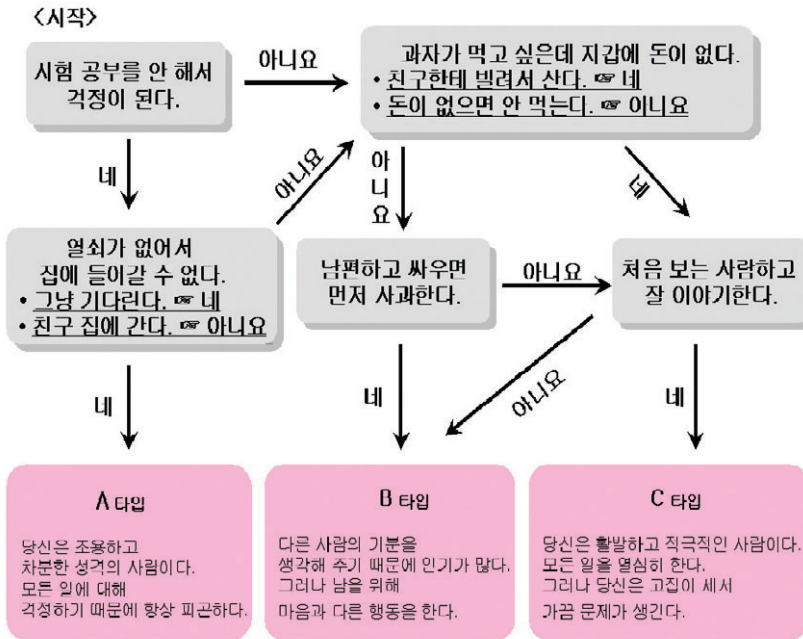 <시작>
시험 공부를 안 해서
걱정이 된다.
아니요
과자가 먹고 싶은데 지갑에 돈이 없다.
• 친구한테 빌려서 산다. ☞ 네
• 돈이 없으면 안 먹는다. ☞ 아니요
네
아니요
아니요
네
열쇠가 없어서
집에 들어갈 수 없다.
• 그냥 기다린다. ☞ 네
• 친구 집에 간다. ☞ 아니요
남편하고 싸우면
먼저 사과한다.
아니요
처음 보는 사람하고
잘 이야기한다.
네
네
아니요
네
A 타입
당신은 조용하고
차분한 성격의 사람이다.
모든 일에 대해
걱정하기 때문에 항상 피곤하다.
B 타입
다른 사람의 기분을
생각해 주기 때문에 인기가 많다.
그러나 남을 위해
마음과 다른 행동을 한다.
C 타입
당신은 활발하고 적극적인 사람이다.
모든 일을 열심히 한다.
그러나 당신은 고집이 세서
가끔 문제가 생긴다.